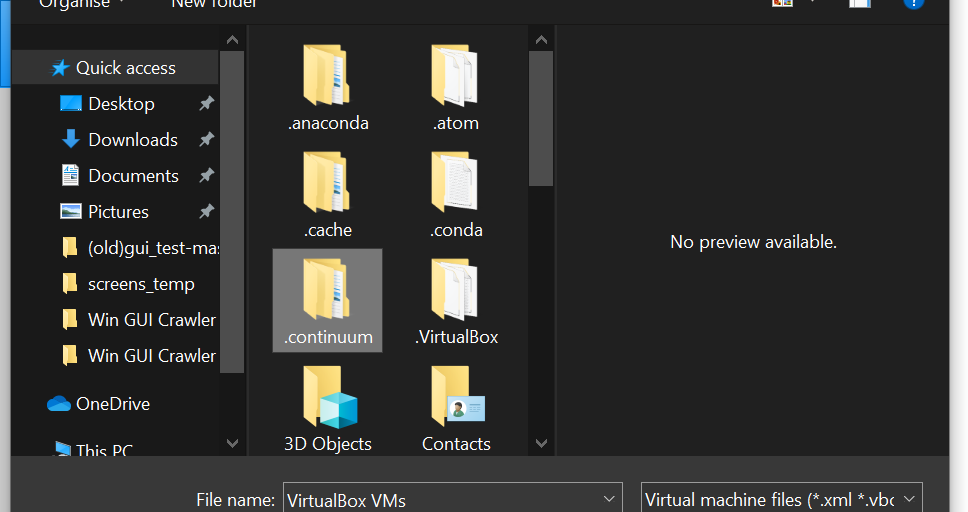 Organise
New folder
Quick access
Desktop
Downloads
Documents
Pictures
(old)gui_test-mas
screens_temp
Win GUI Crawler
Win GUI Crawler
OneDrive
This PC
.anaconda
.atom
.cache
.conda
.continuum
.VirtualBox
3D Objects
Contacts
No preview available.
File name:
VirtualBox VMs
Virtual machine files (*.xml *.vbo